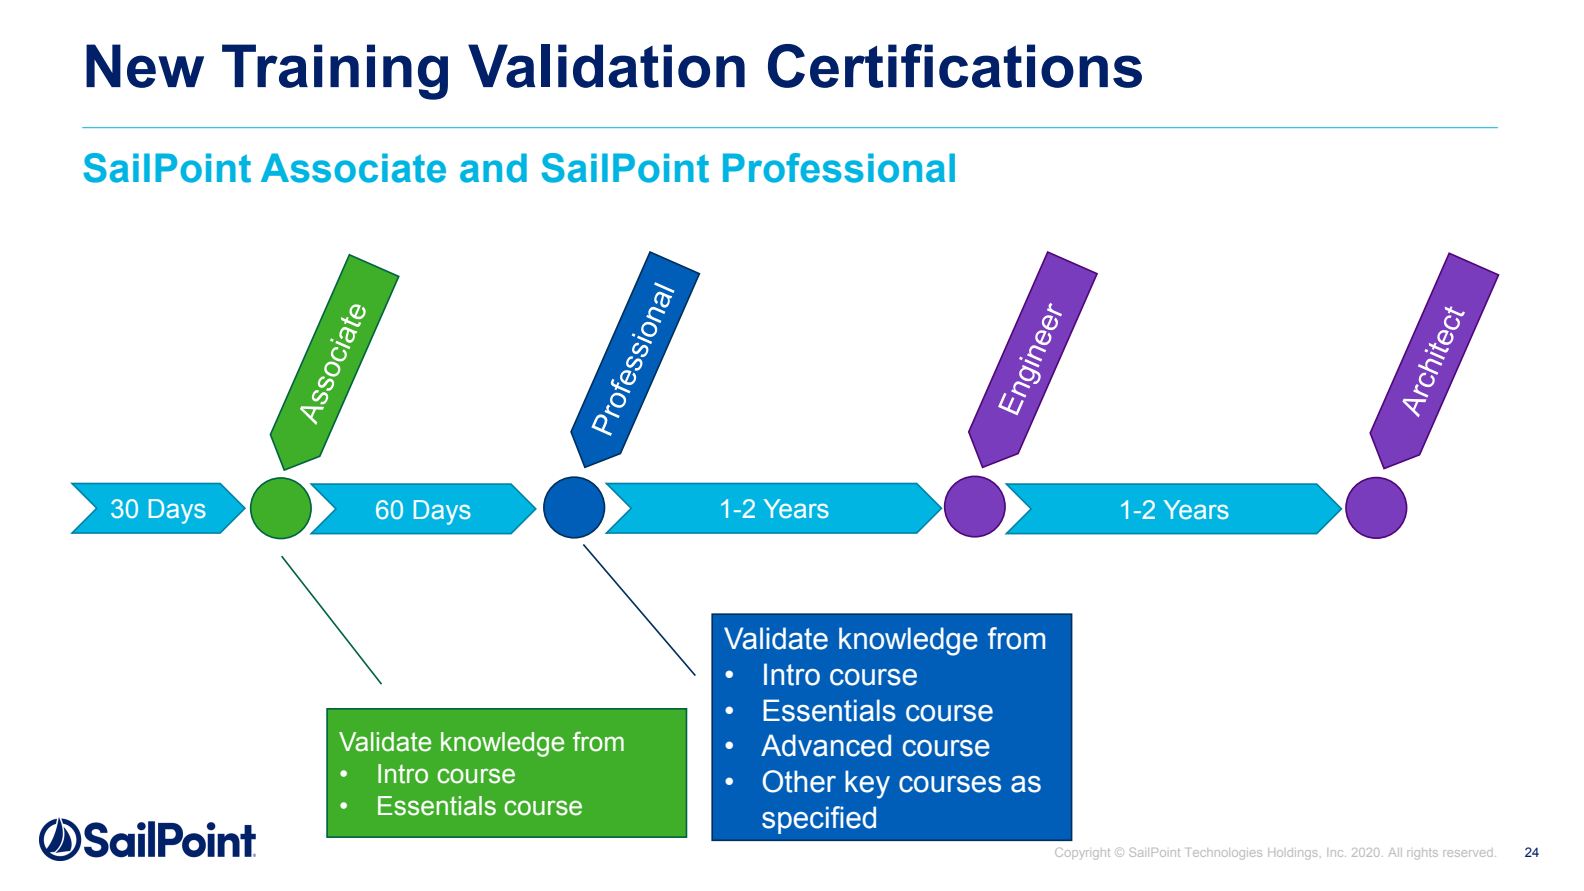 New Training Validation Certifications
SailPoint Associate and SailPoint Professional
Associate
Professional
Engineer
Architect
30 Days
60 Days
1-2 Years
1-2 Years
Validate knowledge from
• Intro course
• Essentials course
Validate knowledge from
• Intro course
• Essentials course
• Advanced course
• Other key courses as
specified
SailPoint
Copyright © SailPoint Technologies Holdings, Inc. 2020. All rights reserved.
24